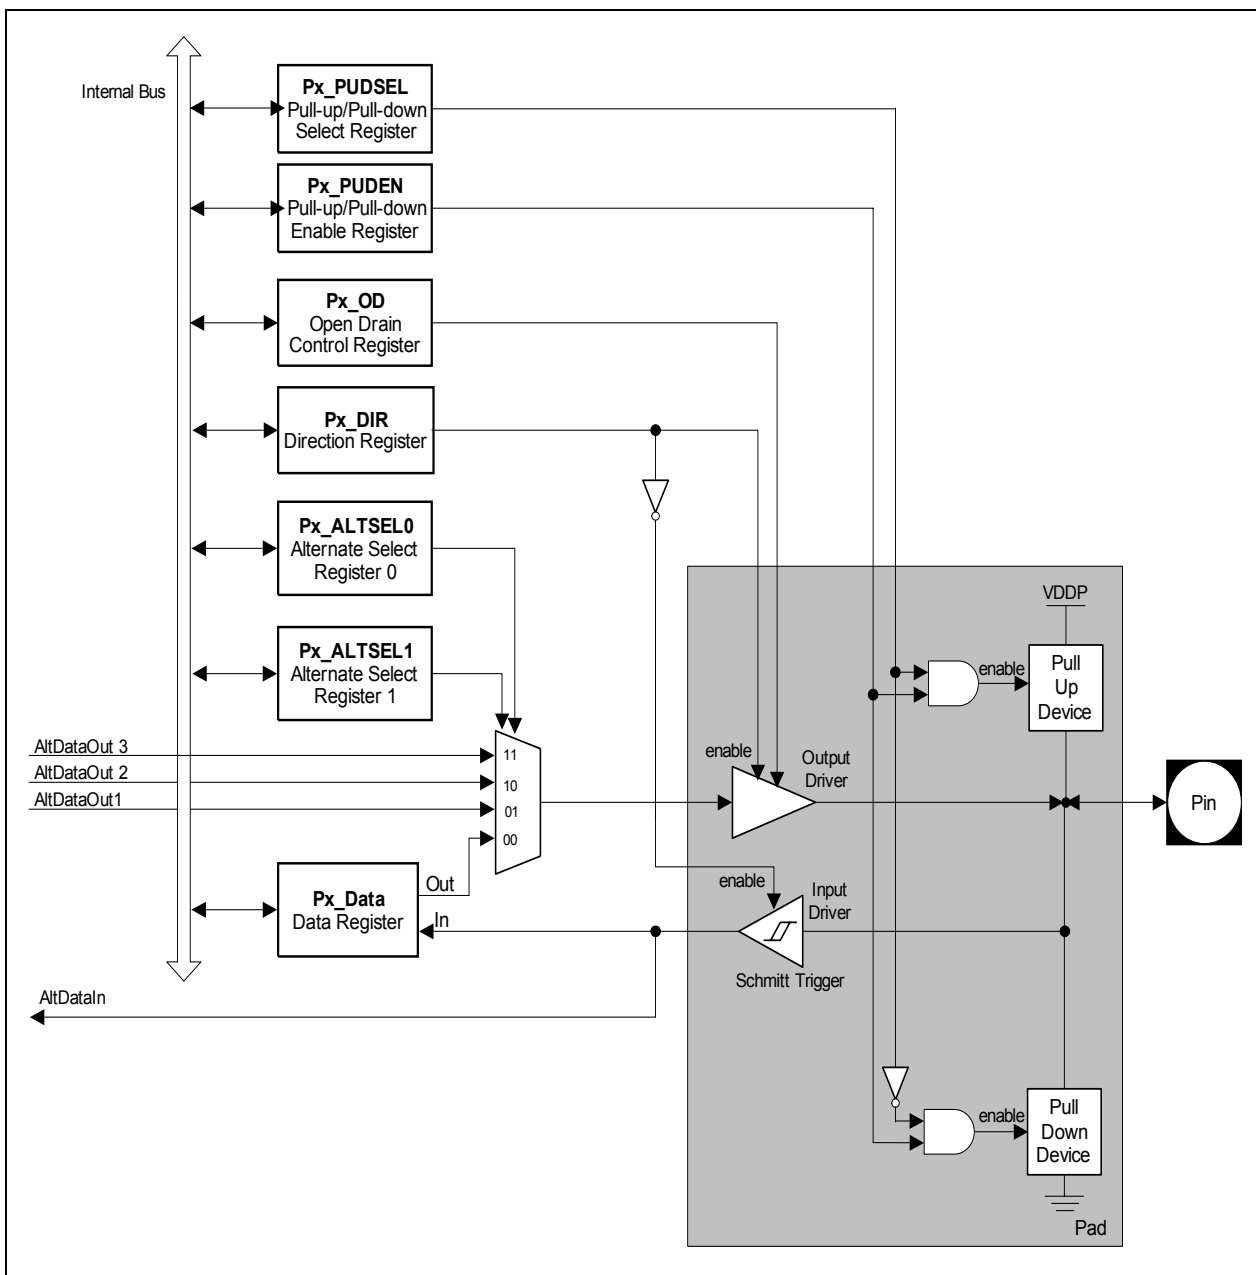 Internal Bus
Px_PUDSEL
Pull-up/Pull-down
Select Register
Px_PUDEN
Pull-up/Pull-down
Enable Register
Px_OD
Open Drain
Control Register
Px_DIR
Direction Register
Px_ALTSEL0
Alternate Select
Register 0
Px_ALTSEL1
Alternate Select
Register 1
AltDataOut 3
AltDataOut 2
AltDataOut1
11
10
01
00
Px_Data
Data Register
Out
In
AltDataIn
enable
Output
Driver
enable
Input
Driver
Schmitt Trigger
VDDP
enable
Pull
Up
Device
Pin
enable
Pull
Down
Device
Pad